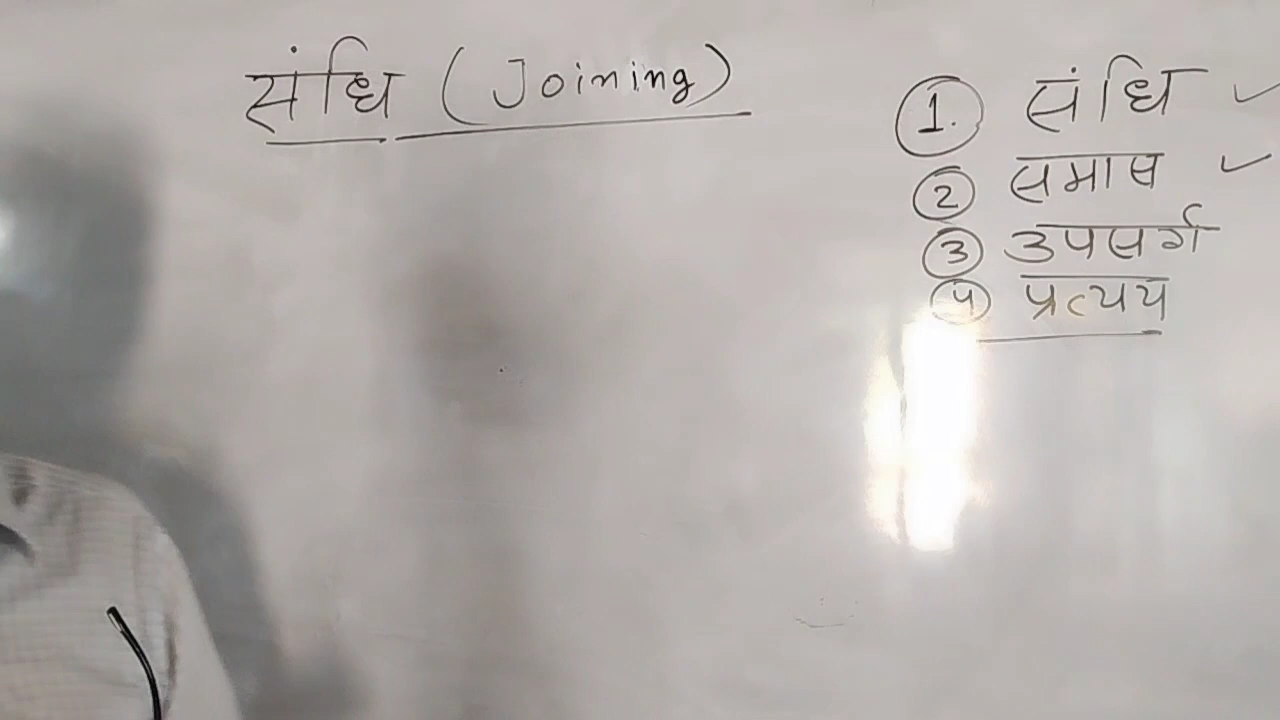 संधि (Joining)
1. संधि ✓
2 समास ✓
3 उपसर्ग
4 प्रत्यय